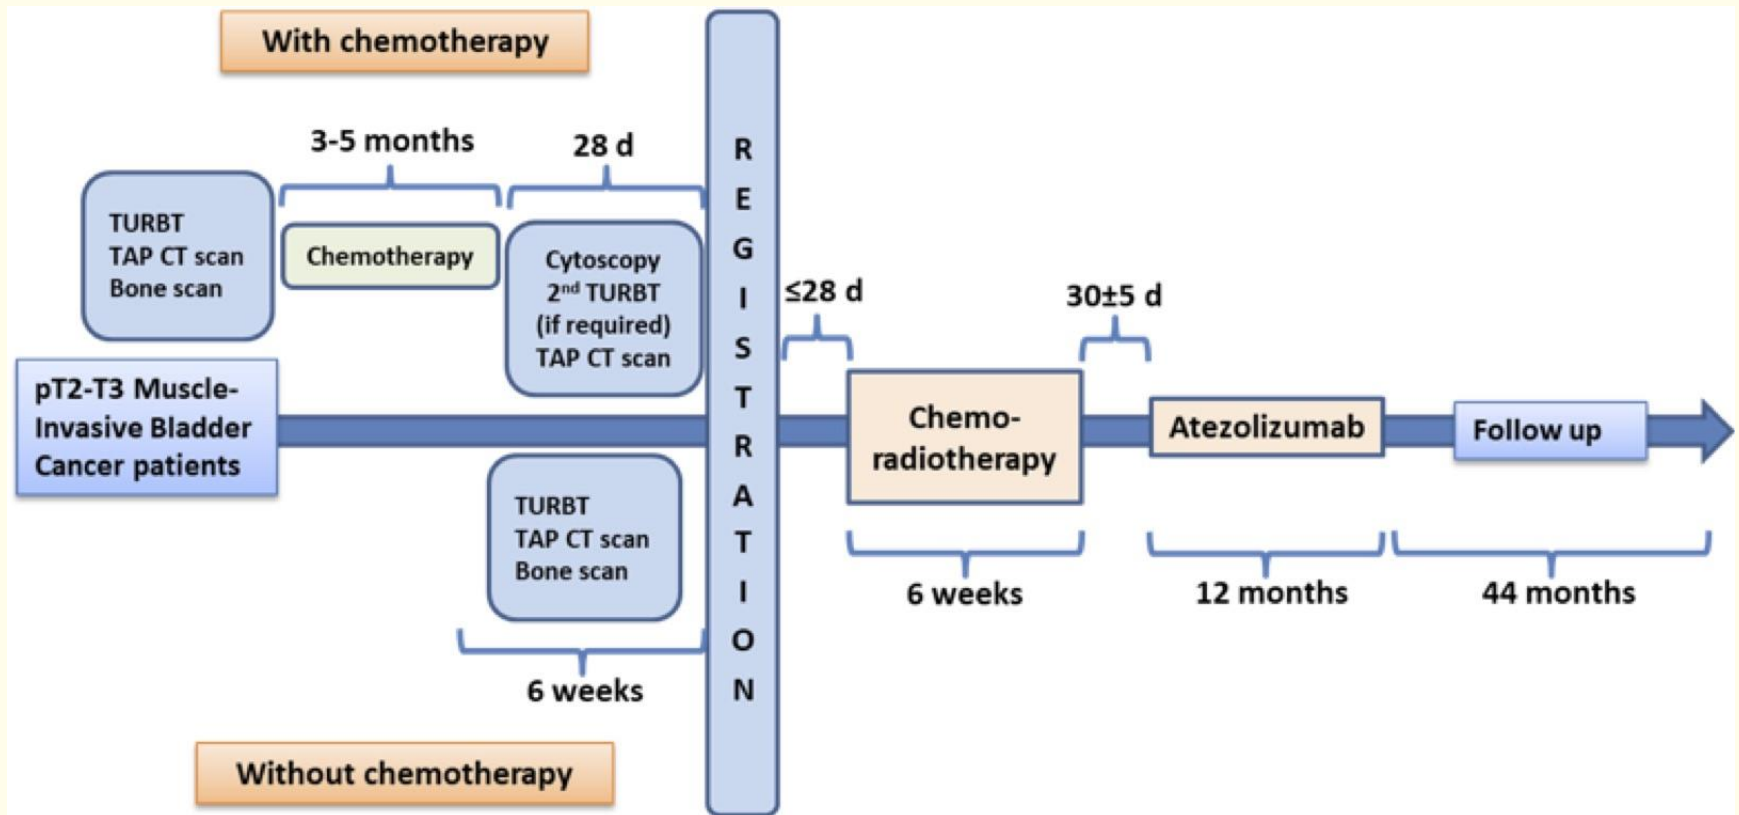 With chemotherapy
3-5 months
28 d
TURBT
TAP CT scan
Bone scan
Chemotherapy
Cytoscopy
2nd TURBT
(if required)
TAP CT scan
pT2-T3 Muscle-
Invasive Bladder
Cancer patients
TURBT
TAP CT scan
Bone scan
6 weeks
Without chemotherapy
R
E
G
I
S
T
R
A
T
I
O
N
≤28 d
30±5 d
Chemo-
radiotherapy
Atezolizumab
Follow up
6 weeks
12 months
44 months